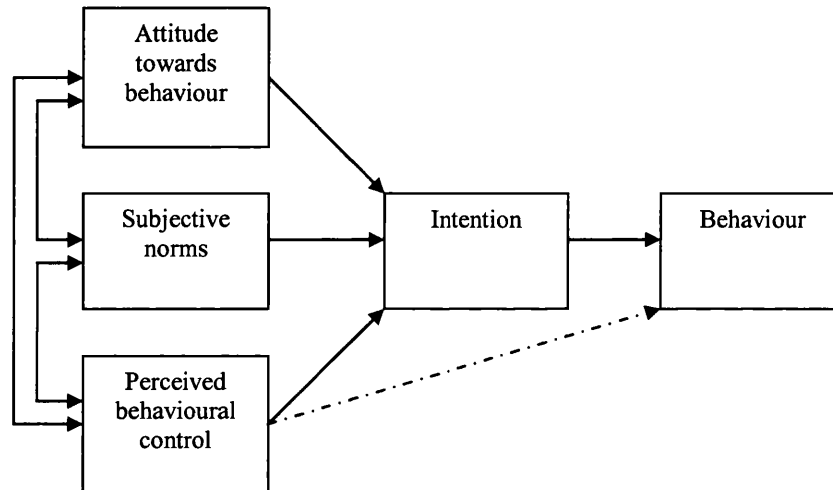 Attitude
towards
behaviour
Subjective
norms
Intention
Behaviour
Perceived
behavioural
control